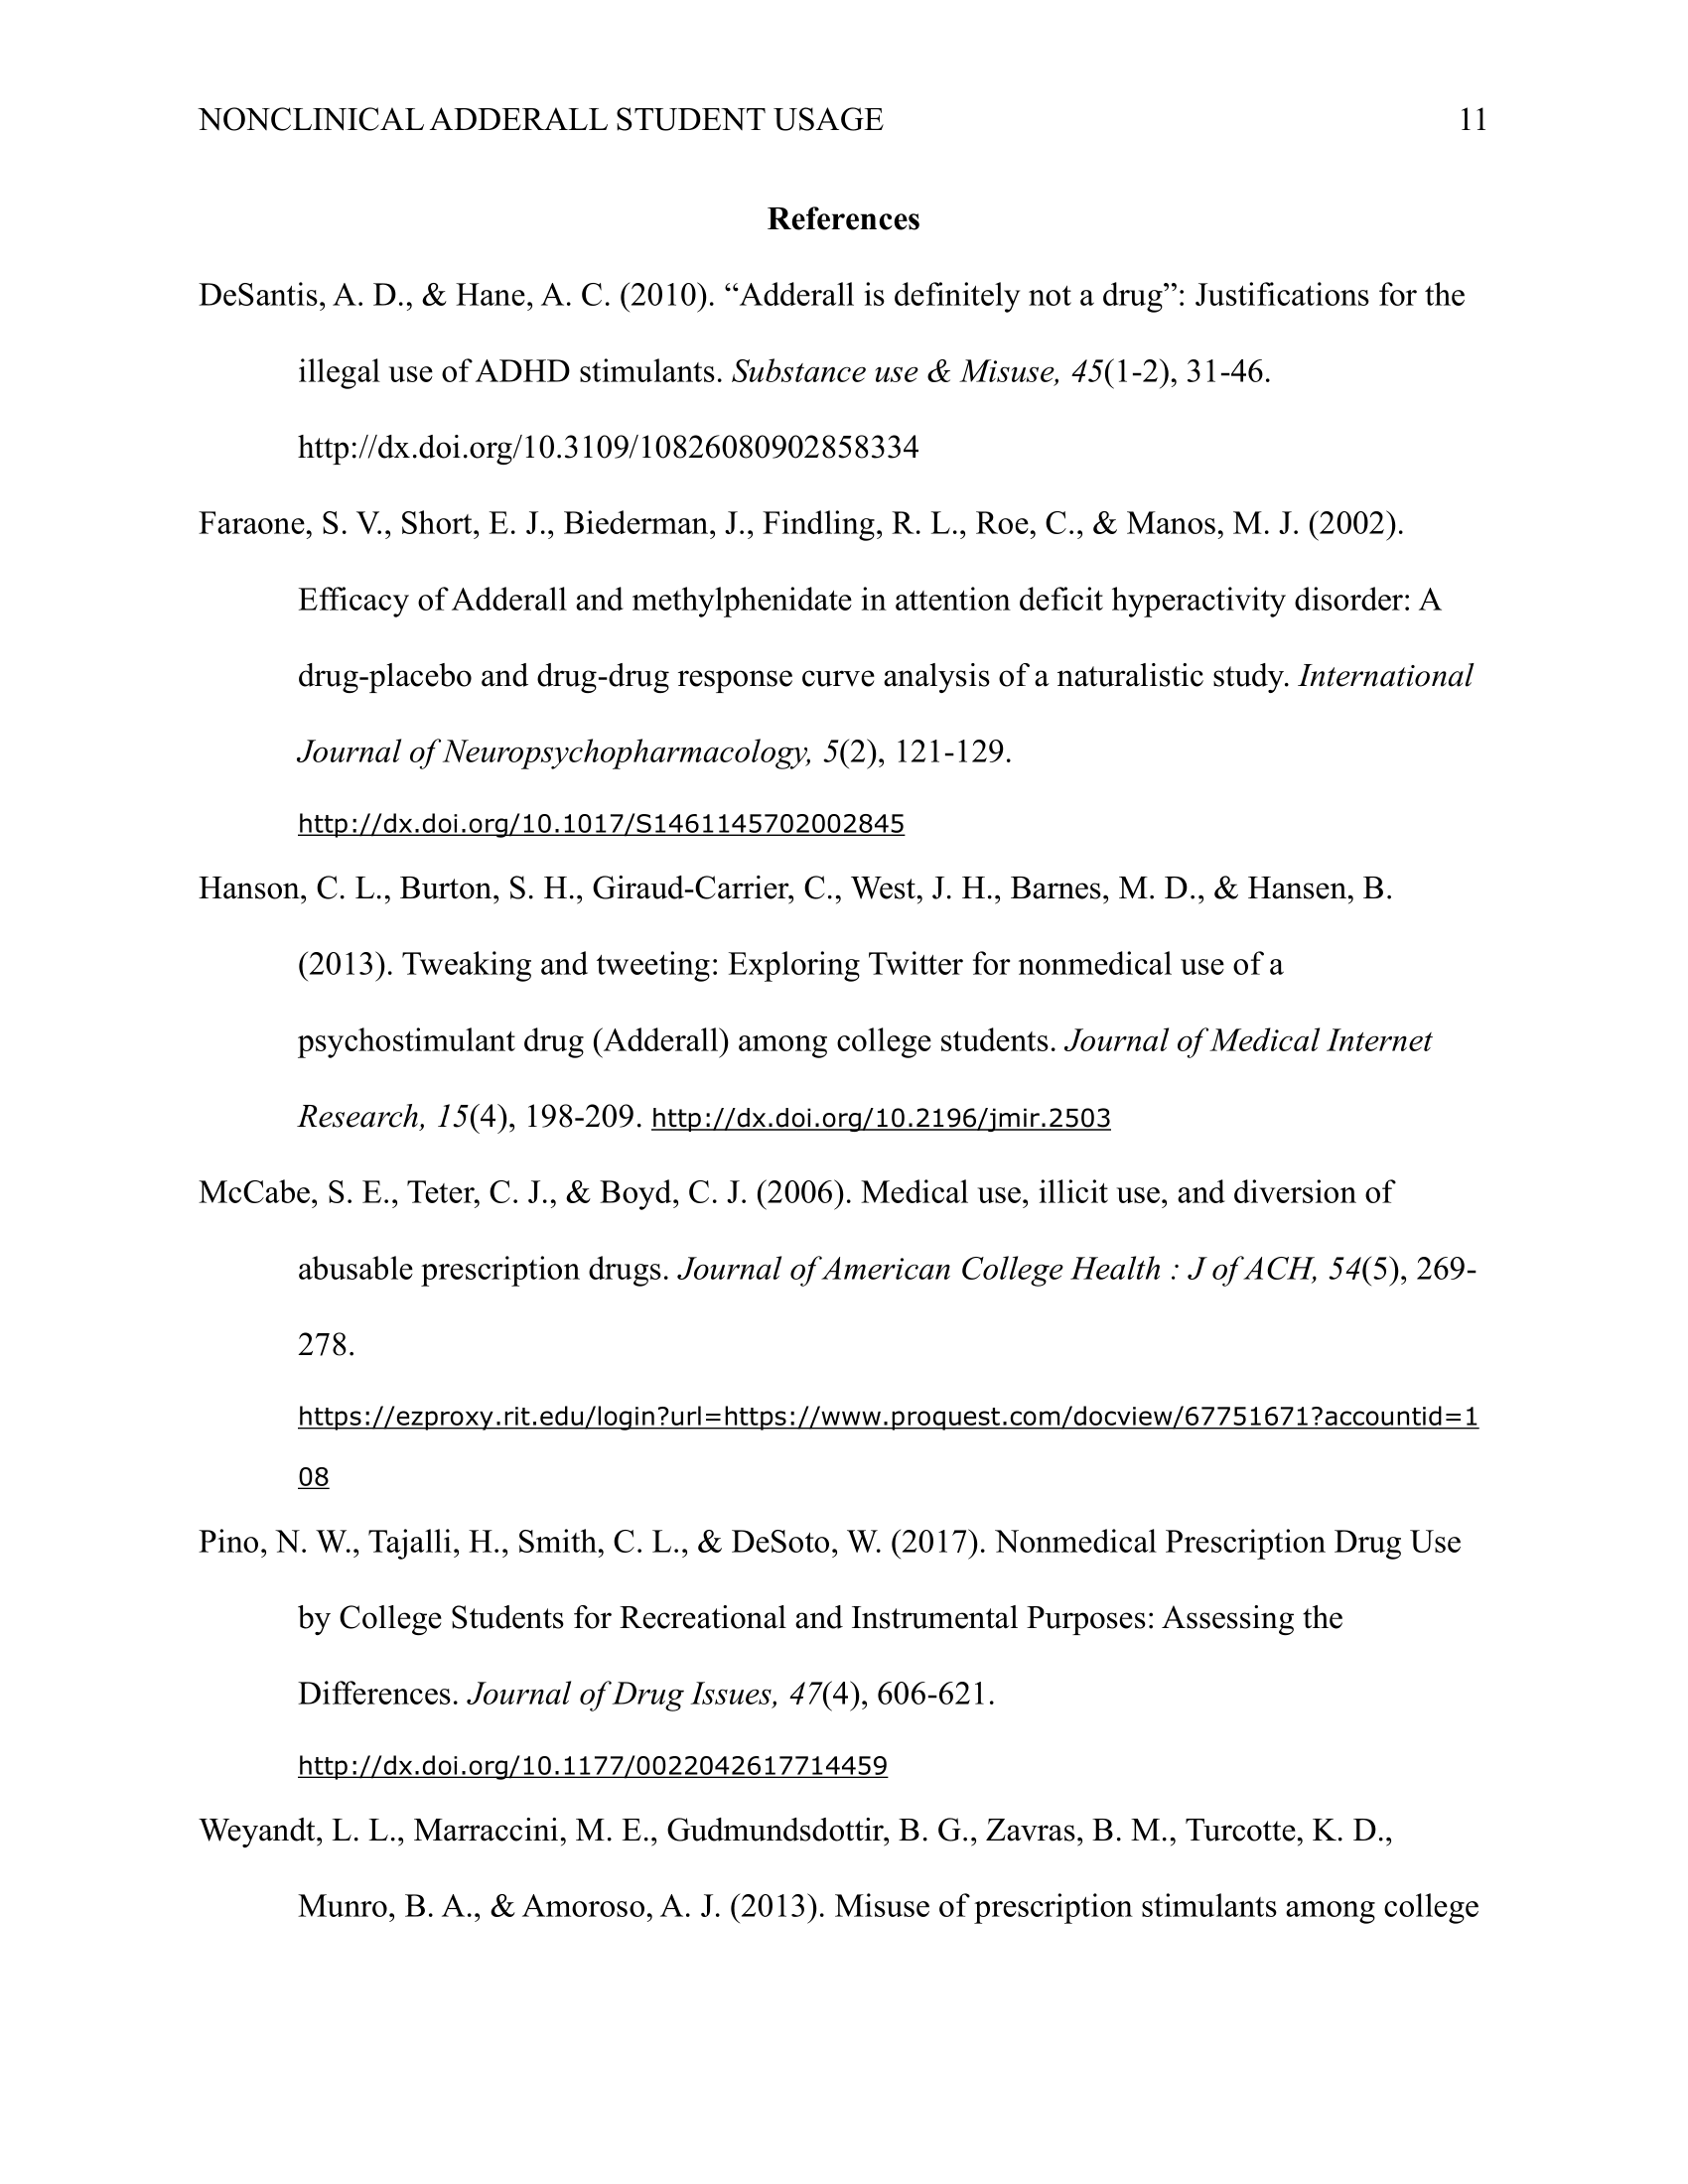 NONCLINICAL ADDERALL STUDENT USAGE 11
References
DeSantis, A. D., & Hane, A. C. (2010). “Adderall is definitely not a drug”: Justifications for the
illegal use of ADHD stimulants. Substance use & Misuse, 45(1-2), 31-46.
http://dx.doi.org/10.3109/10826080902858334
Faraone, S. V., Short, E. J., Biederman, J., Findling, R. L., Roe, C., & Manos, M. J. (2002).
Efficacy of Adderall and methylphenidate in attention deficit hyperactivity disorder: A
drug-placebo and drug-drug response curve analysis of a naturalistic study. International
Journal of Neuropsychopharmacology, 5(2), 121-129.
http://dx.doi.org/10.1017/S1461145702002845
Hanson, C. L., Burton, S. H., Giraud-Carrier, C., West, J. H., Barnes, M. D., & Hansen, B.
(2013). Tweaking and tweeting: Exploring Twitter for nonmedical use of a
psychostimulant drug (Adderall) among college students. Journal of Medical Internet
Research, 15(4), 198-209. http://dx.doi.org/10.2196/jmir.2503
McCabe, S. E., Teter, C. J., & Boyd, C. J. (2006). Medical use, illicit use, and diversion of
abusable prescription drugs. Journal of American College Health : J of ACH, 54(5), 269-
278.
https://ezproxy.rit.edu/login?url=https://www.proquest.com/docview/67751671?accountid=1
08
Pino, N. W., Tajalli, H., Smith, C. L., & DeSoto, W. (2017). Nonmedical Prescription Drug Use
by College Students for Recreational and Instrumental Purposes: Assessing the
Differences. Journal of Drug Issues, 47(4), 606-621.
http://dx.doi.org/10.1177/0022042617714459
Weyandt, L. L., Marraccini, M. E., Gudmundsdottir, B. G., Zavras, B. M., Turcotte, K. D.,
Munro, B. A., & Amoroso, A. J. (2013). Misuse of prescription stimulants among college